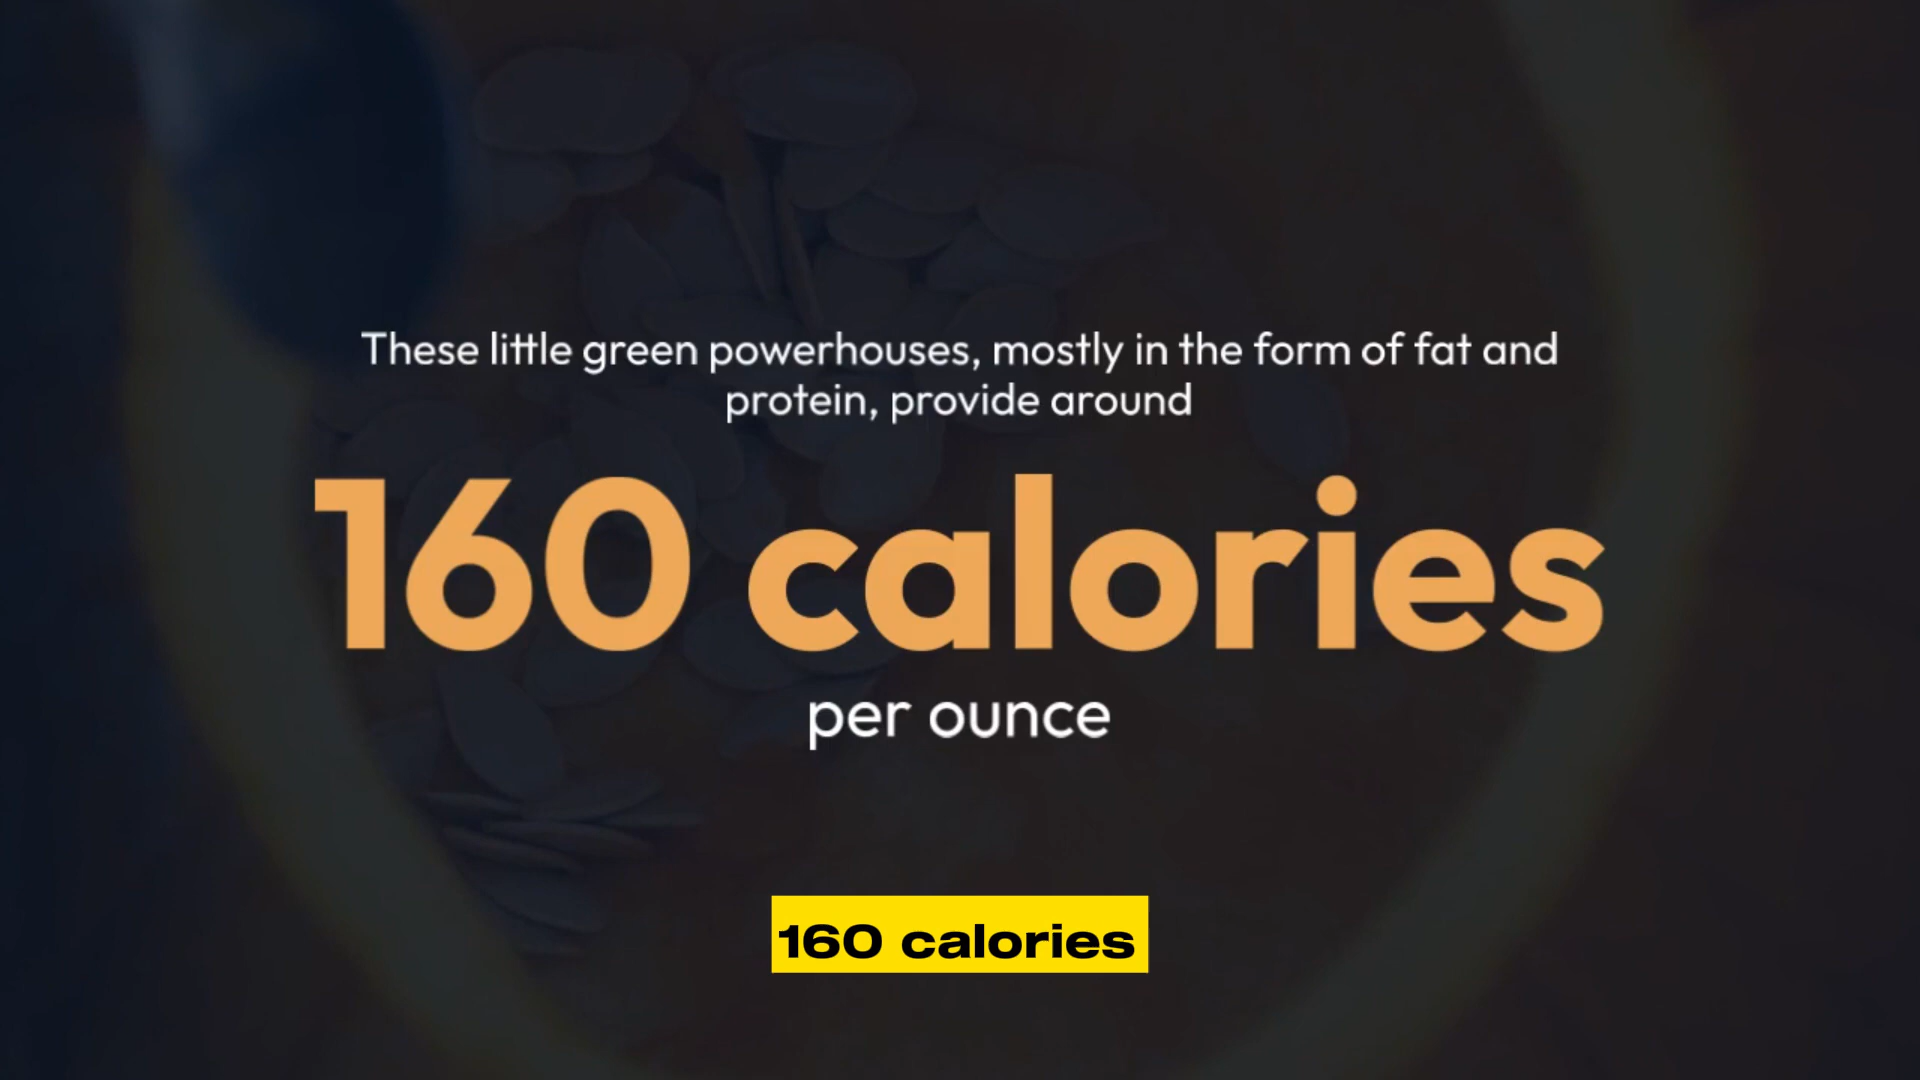 These little green powerhouses, mostly in the form of fat and
protein, provide around
160 calories
per ounce
160 calories